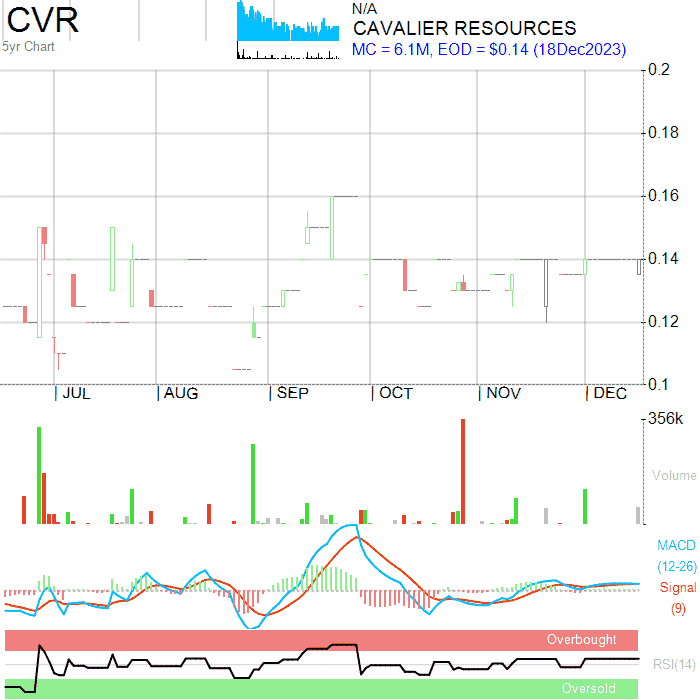 CVR
5yr Chart
N/A
CAVALIER RESOURCES
MC = 6.1M, EOD = $0.14 (18Dec2023)
0.2
0.18
0.16
0.14
0.12
0.1
JUL AUG SEP OCT NOV DEC
356k
Volume
MACD
(12-26)
Signal
(9)
Overbought
RSI(14)
Oversold